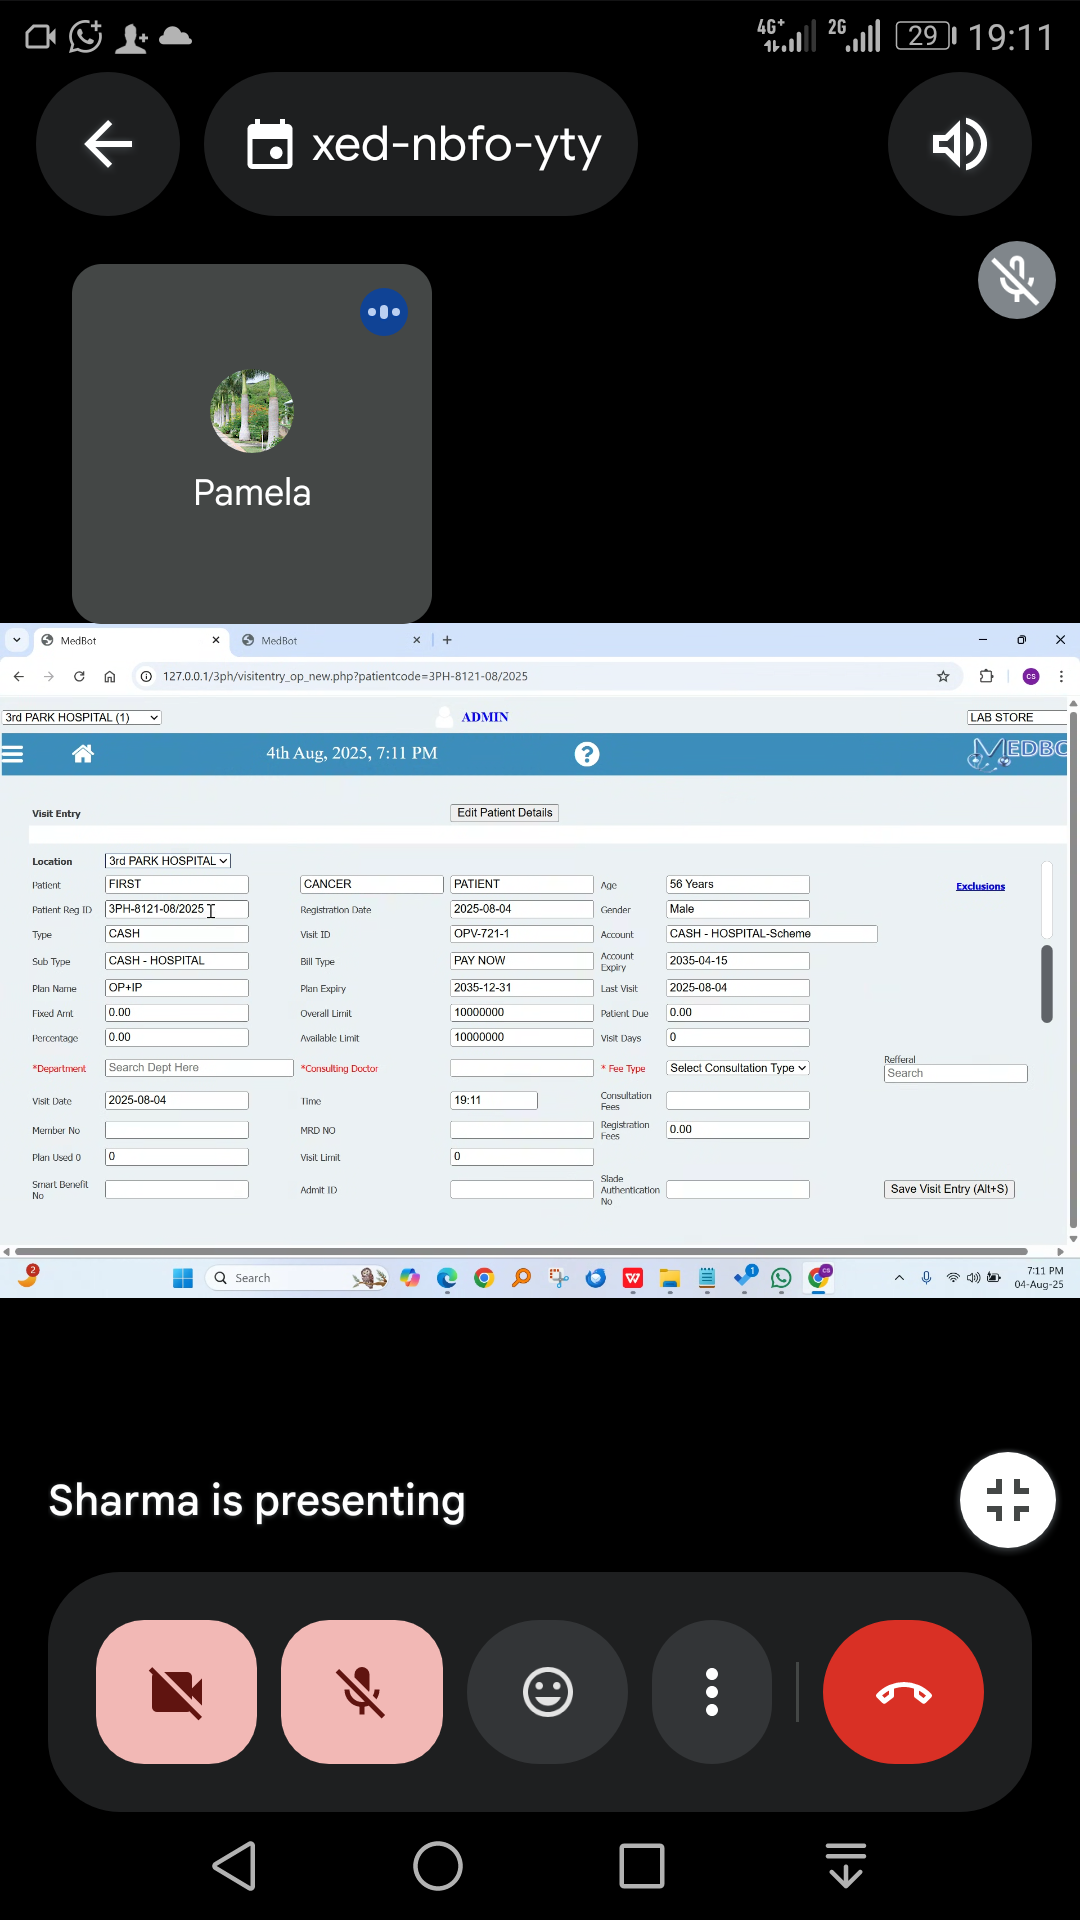 4G+ 2G 29 19:11
xed-nbfo-yty
Pamela
MedBot MedBot
127.0.0.1/3ph/visitentry_op_new.php?patientcode=3PH-8121-08/2025 CS
3rd PARK HOSPITAL (1) ADMIN LAB STORE
4th Aug, 2025, 7:11 PM ? MEDBO
Visit Entry Edit Patient Details
Location 3rd PARK HOSPITAL
Patient FIRST CANCER PATIENT Age 56 Years Exclusions
Patient Reg ID 3PH-8121-08/2025 Registration Date 2025-08-04 Gender Male
Type CASH Visit ID OPV-721-1 Account CASH - HOSPITAL-Scheme
Sub Type CASH - HOSPITAL Bill Type PAY NOW Account Expiry 2035-04-15
Plan Name OP+IP Plan Expiry 2035-12-31 Last Visit 2025-08-04
Fixed Amt 0.00 Overall Limit 10000000 Patient Due 0.00
Percentage 0.00 Available Limit 10000000 Visit Days 0
*Department Search Dept Here *Consulting Doctor * Fee Type Select Consultation Type Refferal Search
Visit Date 2025-08-04 Time 19:11 Consultation Fees
Member No MRD NO Registration Fees 0.00
Plan Used 0 0 Visit Limit 0
Smart Benefit No Admit ID Slade Authentication No Save Visit Entry (Alt+S)
2 Search 1 CS 7:11 PM
04-Aug-25
Sharma is presenting